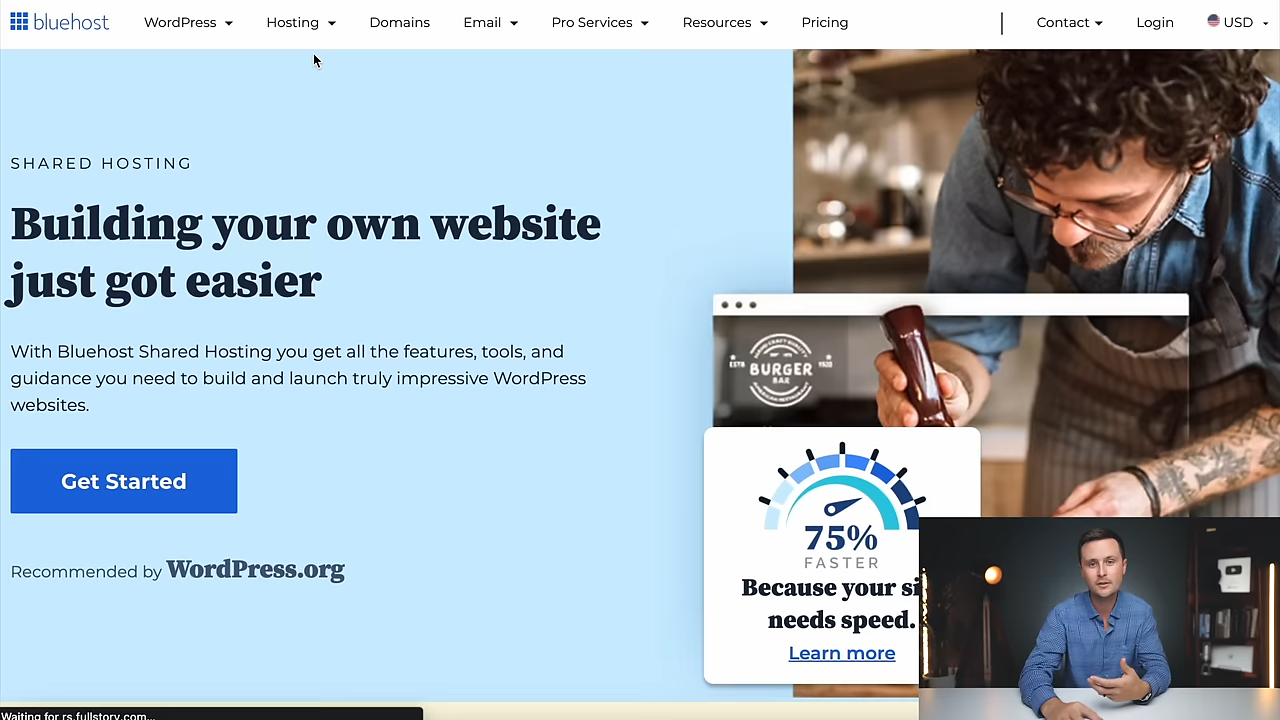 bluehost
WordPress
Hosting
Domains
Email
Pro Services
Resources
Pricing
Contact
Login
USD
SHARED HOSTING
Building your own website
just got easier
With Bluehost Shared Hosting you get all the features, tools, and
guidance you need to build and launch truly impressive WordPress
websites.
Get Started
Recommended by WordPress.org
BURGER
BAR
75%
FASTER
Because your si
needs speed.
Learn more
Waiting for rs.fullstory.com...